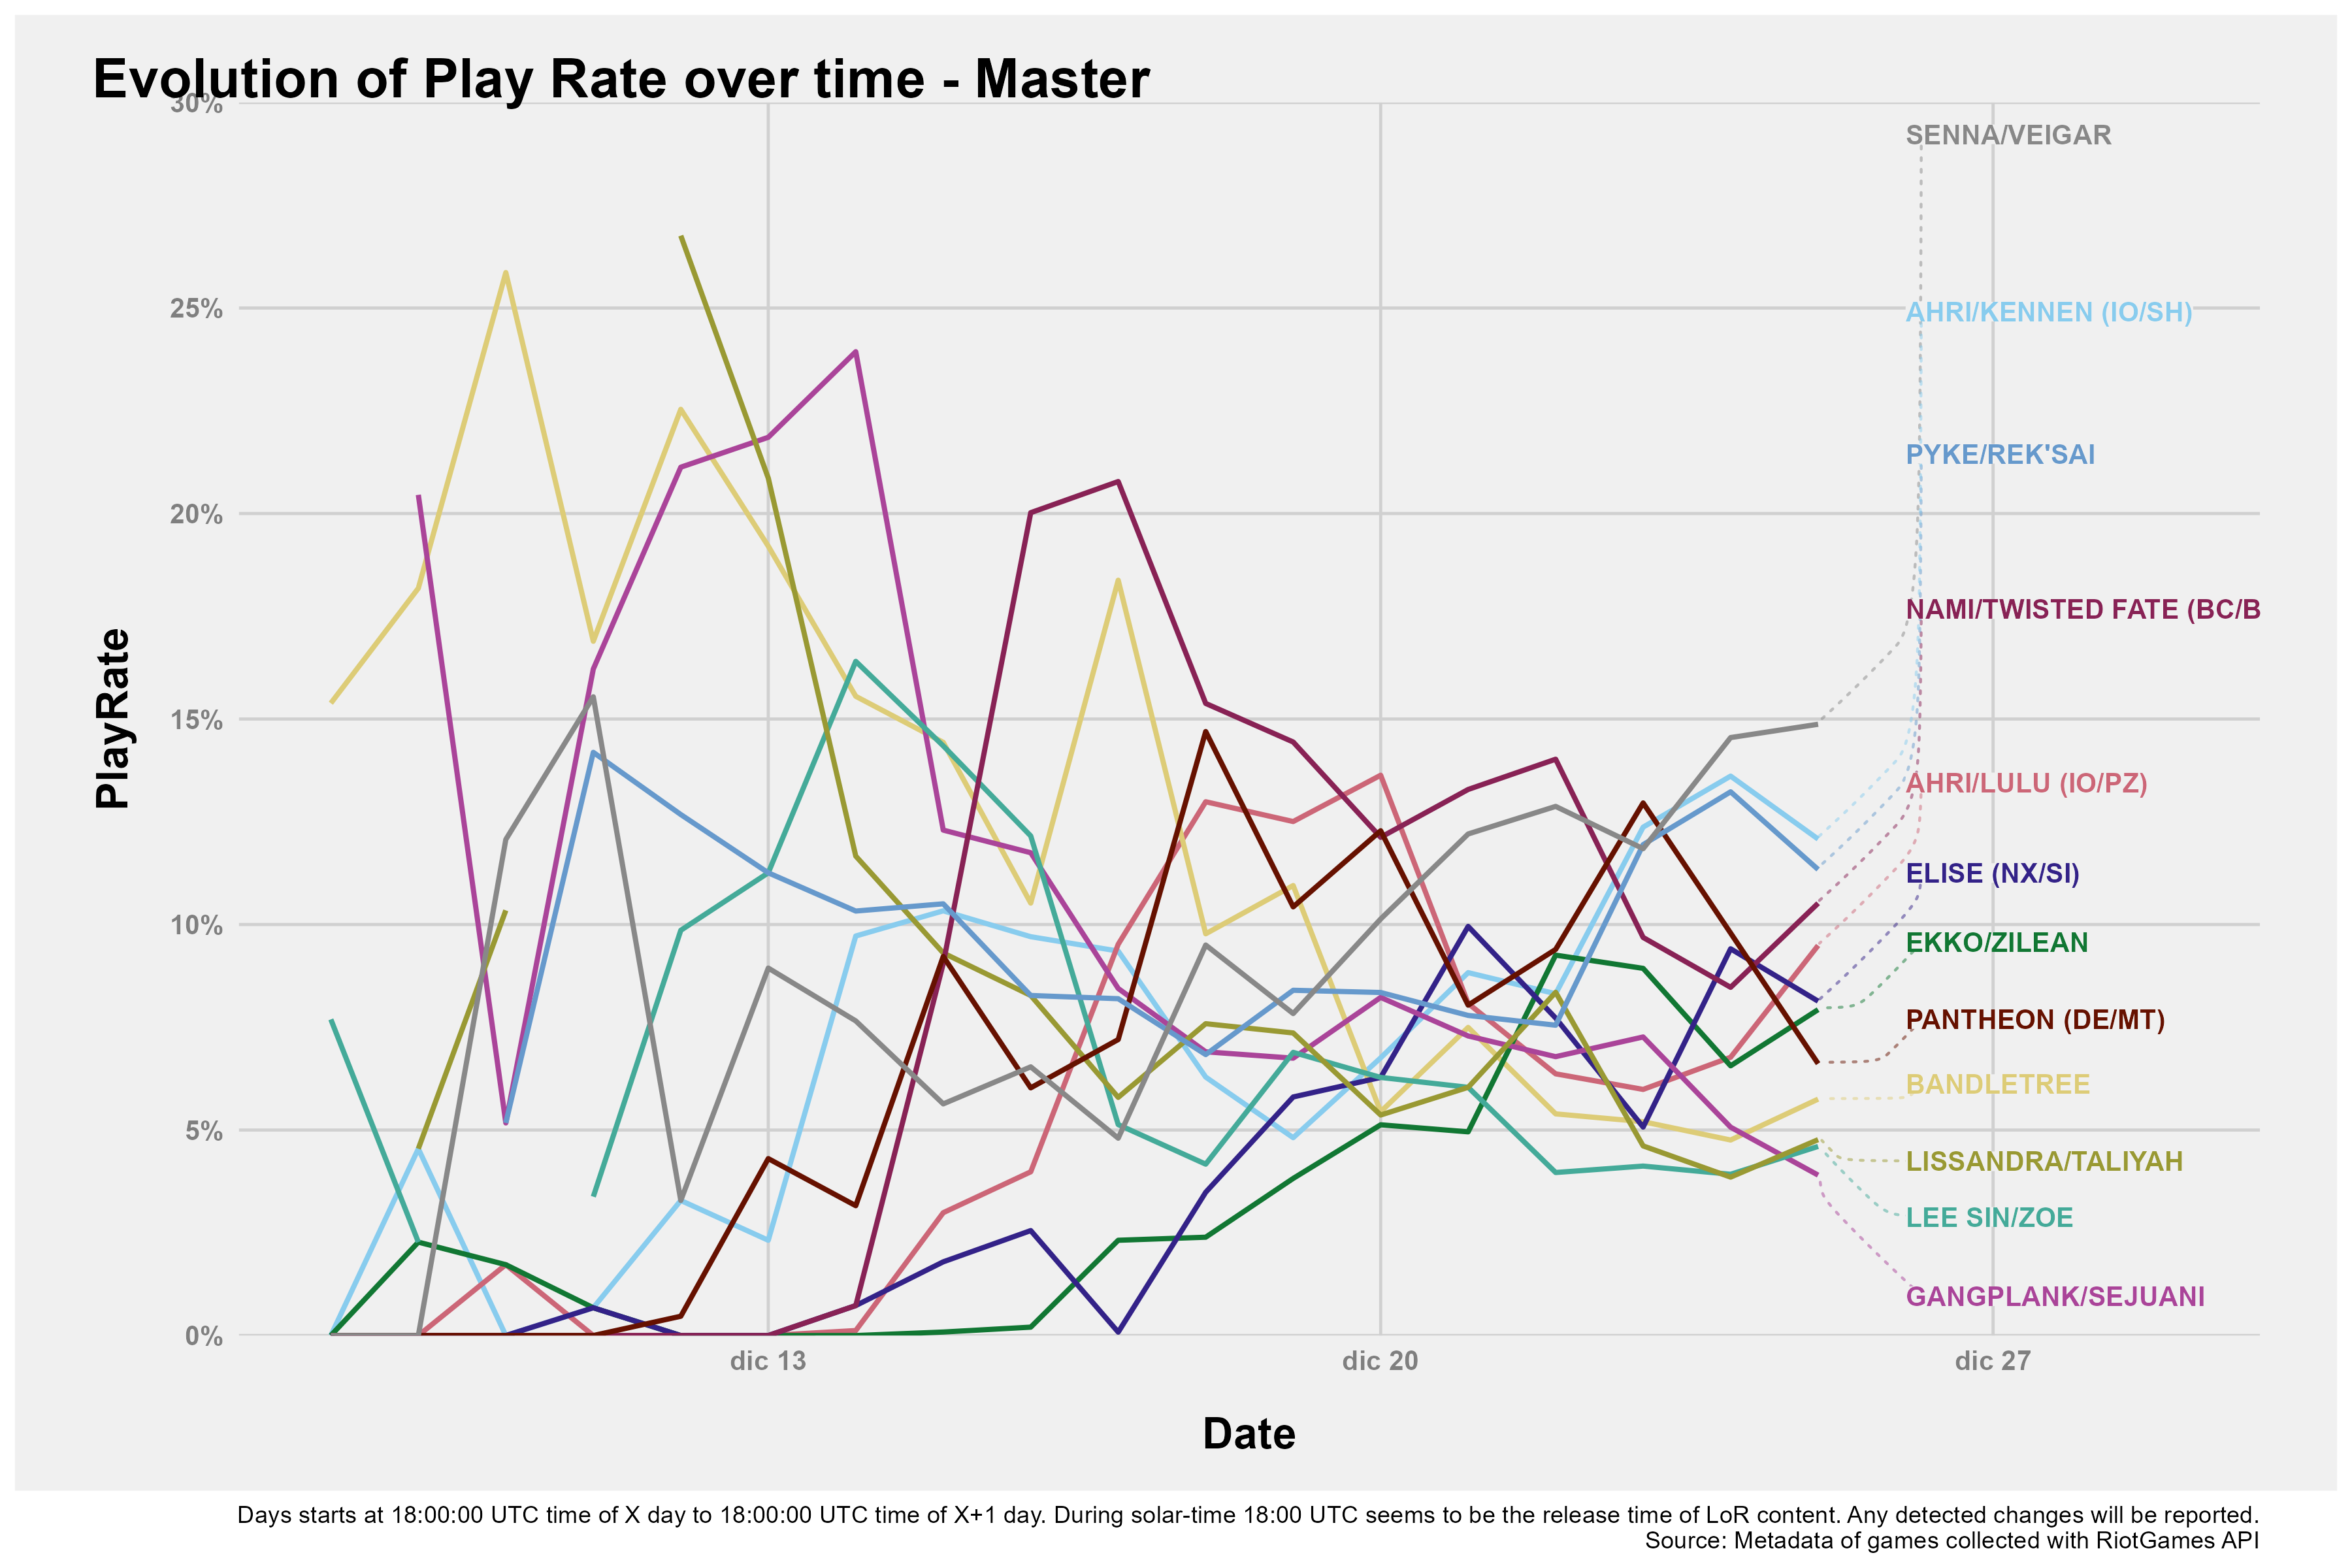 Evolution of Play Rate over time - Master
30%
SENNA/VEIGAR
25%
AHRI/KENNEN (IO/SH)
PYKE/REK'SAI
20%
NAMI/TWISTED FATE (BC/B
15%
PlayRate
AHRI/LULU (IO/PZ)
ELISE (NX/SI)
10%
EKKO/ZILEAN
PANTHEON (DE/MT)
BANDLETREE
5%
LISSANDRA/TALIYAH
LEE SIN/ZOE
GANGPLANK/SEJUANI
0%
dic 13
dic 20
dic 27
Date
Days starts at 18:00:00 UTC time of X day to 18:00:00 UTC time of X+1 day. During solar-time 18:00 UTC seems to be the release time of LoR content. Any detected changes will be reported.
Source: Metadata of games collected with RiotGames API